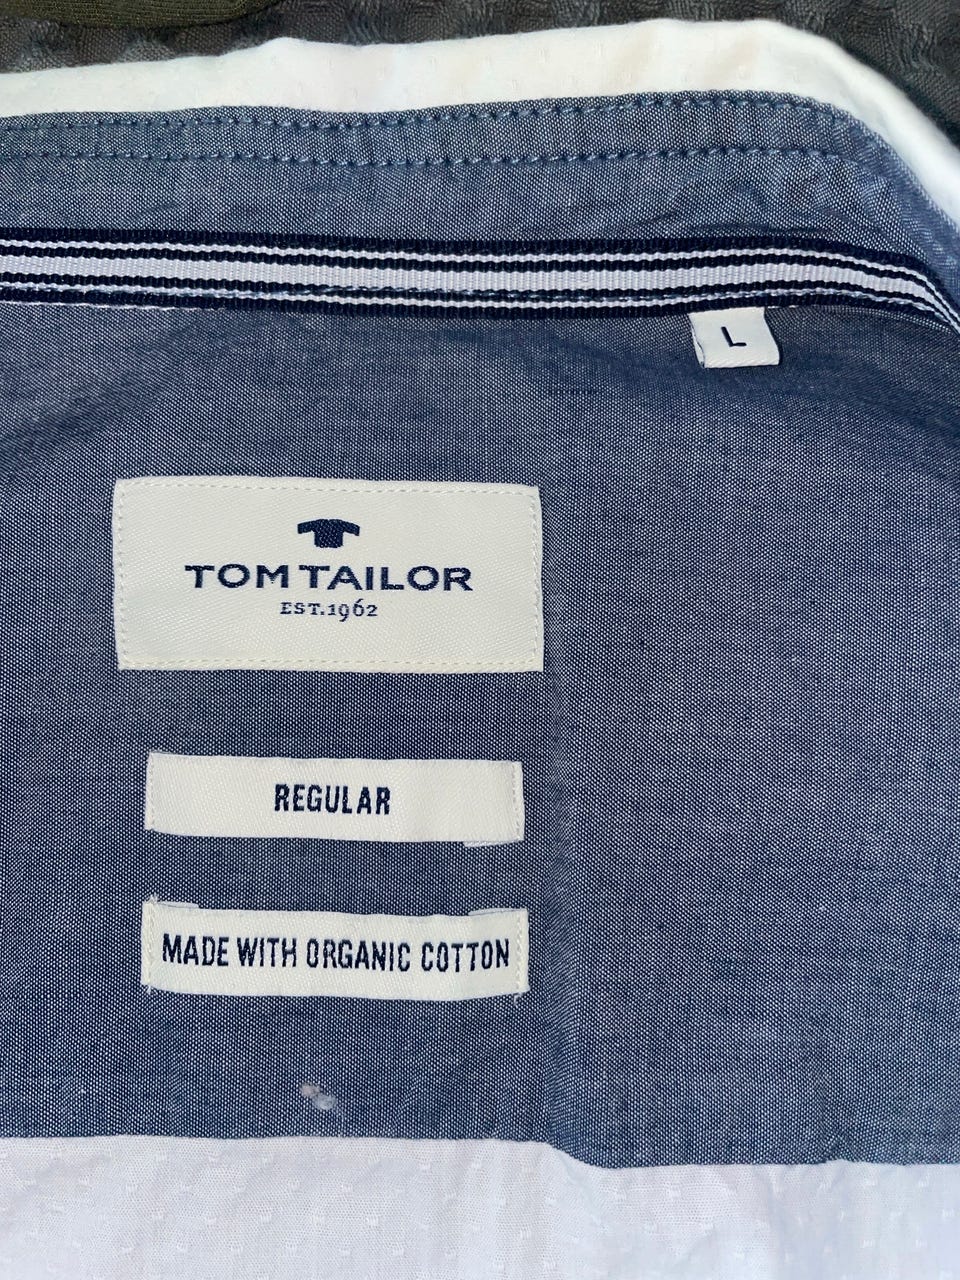 L
TOM TAILOR
EST.1962
REGULAR
MADE WITH ORGANIC COTTON